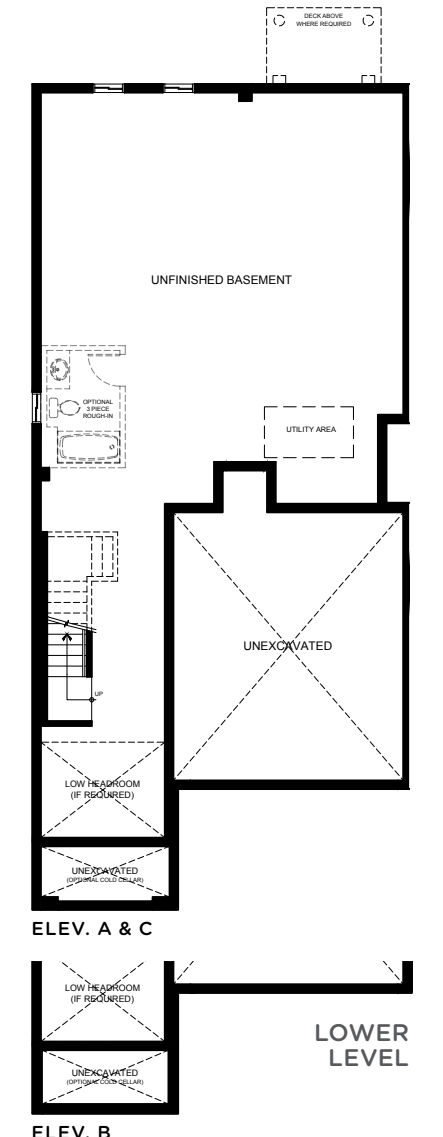 DECK ABOVE
WHERE REQUIRED
UNFINISHED BASEMENT
OPTIONAL
3 PIECE
ROUGH-IN
UTILITY AREA
UNEXCAVATED
UP
LOW HEADROOM
(IF REQUIRED)
UNEXCAVATED
(OPTIONAL COLD CELLAR)
ELEV. A & C
LOW HEADROOM
(IF REQUIRED)
LOWER
LEVEL
UNEXCAVATED
(OPTIONAL COLD CELLAR)
ELEV. B